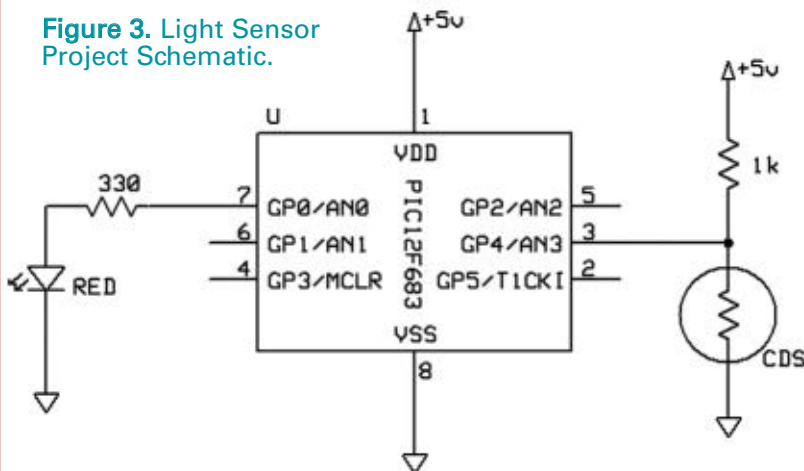 Figure 3. Light Sensor
Project Schematic.
+5v
+5v
U
1
VDD
1k
330
7
GP0/AN0
PIC12F683
GP2/AN2
5
6
GP1/AN1
GP4/AN3
3
4
GP3/MCLR
GP5/T1CKI
2
RED
VSS
CDS
8